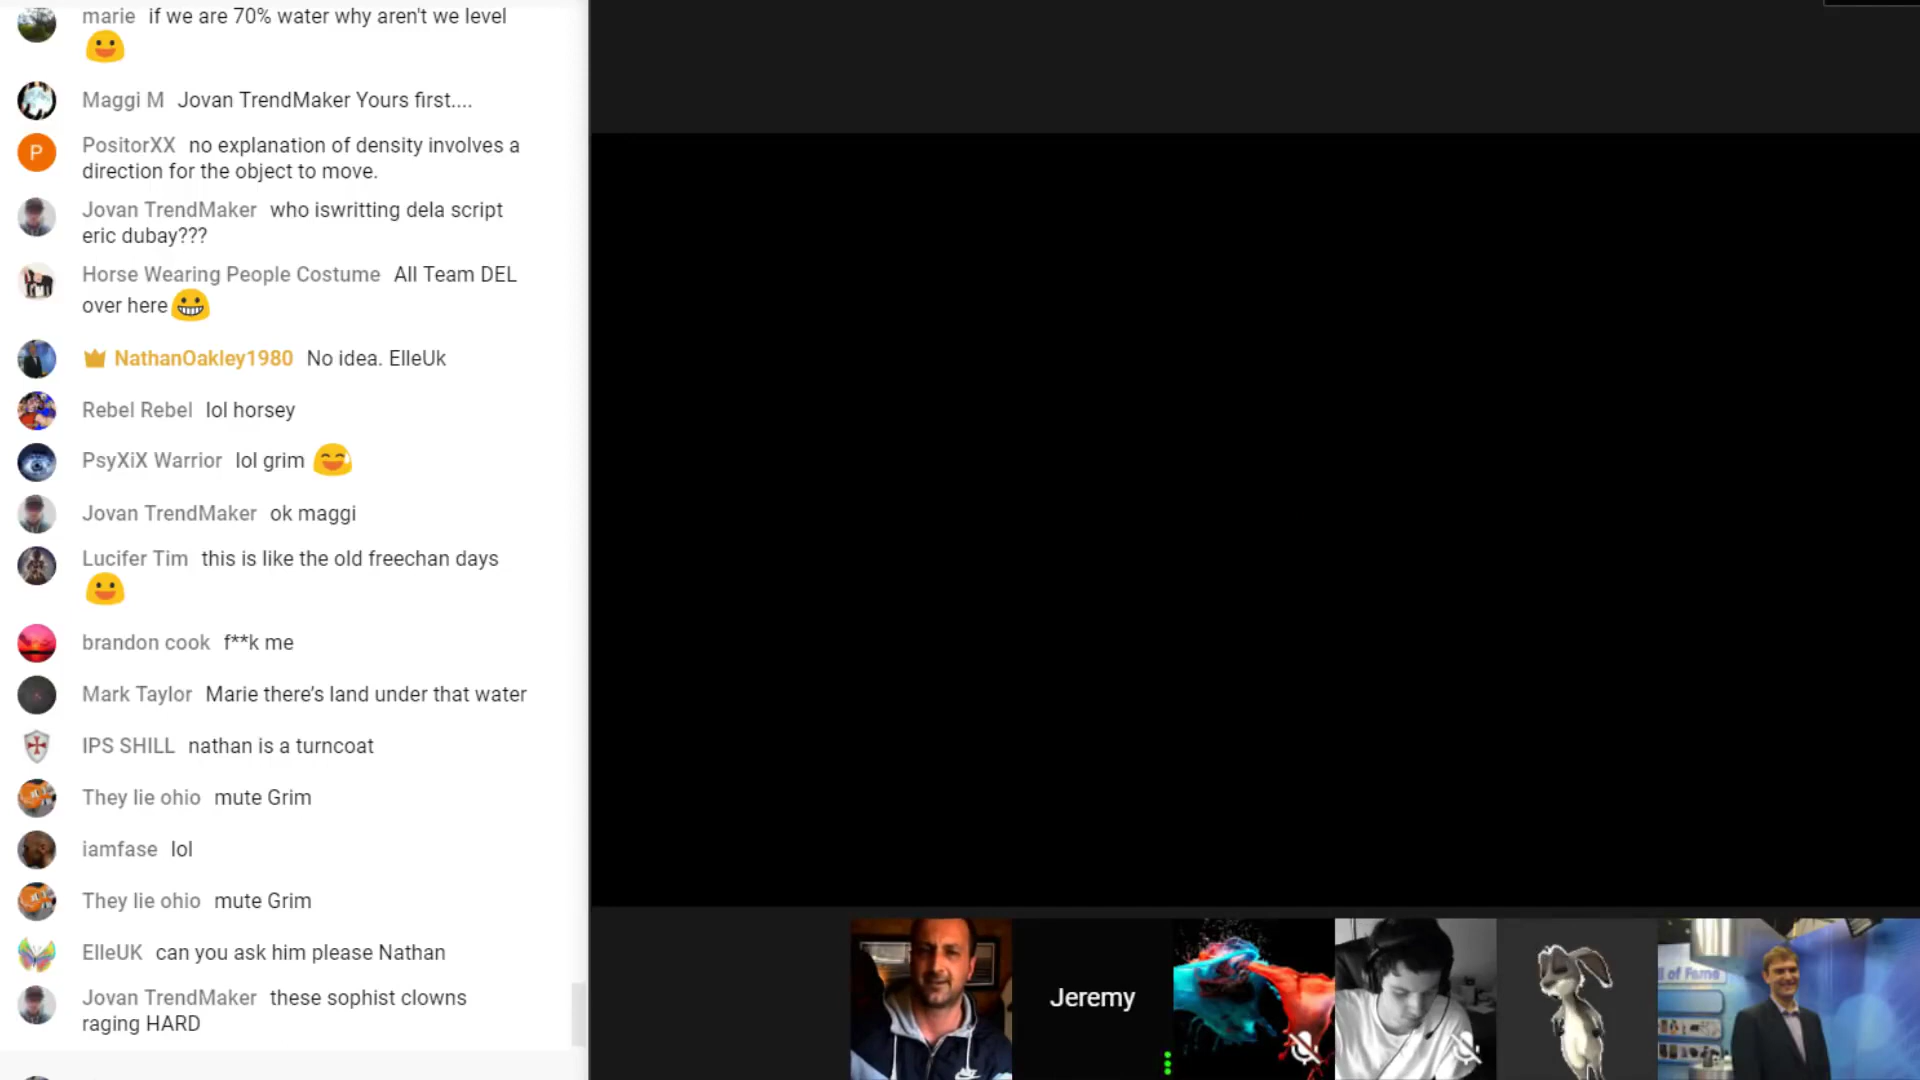 marie if we are 70% water why aren't we level
Maggi M Jovan TrendMaker Yours first....
P
PositorXX no explanation of density involves a
direction for the object to move.
Jovan TrendMaker who iswritting dela script
eric dubay???
Horse Wearing People Costume All Team DEL
over here
NathanOakley1980 No idea. ElleUk
Rebel Rebel lol horsey
PsyXiX Warrior lol grim
Jovan TrendMaker ok maggi
Lucifer Tim this is like the old freechan days
brandon cook f**k me
Mark Taylor Marie there's land under that water
IPS SHILL nathan is a turncoat
They lie ohio mute Grim
iamfase lol
They lie ohio mute Grim
ElleUK can you ask him please Nathan
Jovan TrendMaker these sophist clowns
raging HARD
Jeremy
l of Fame